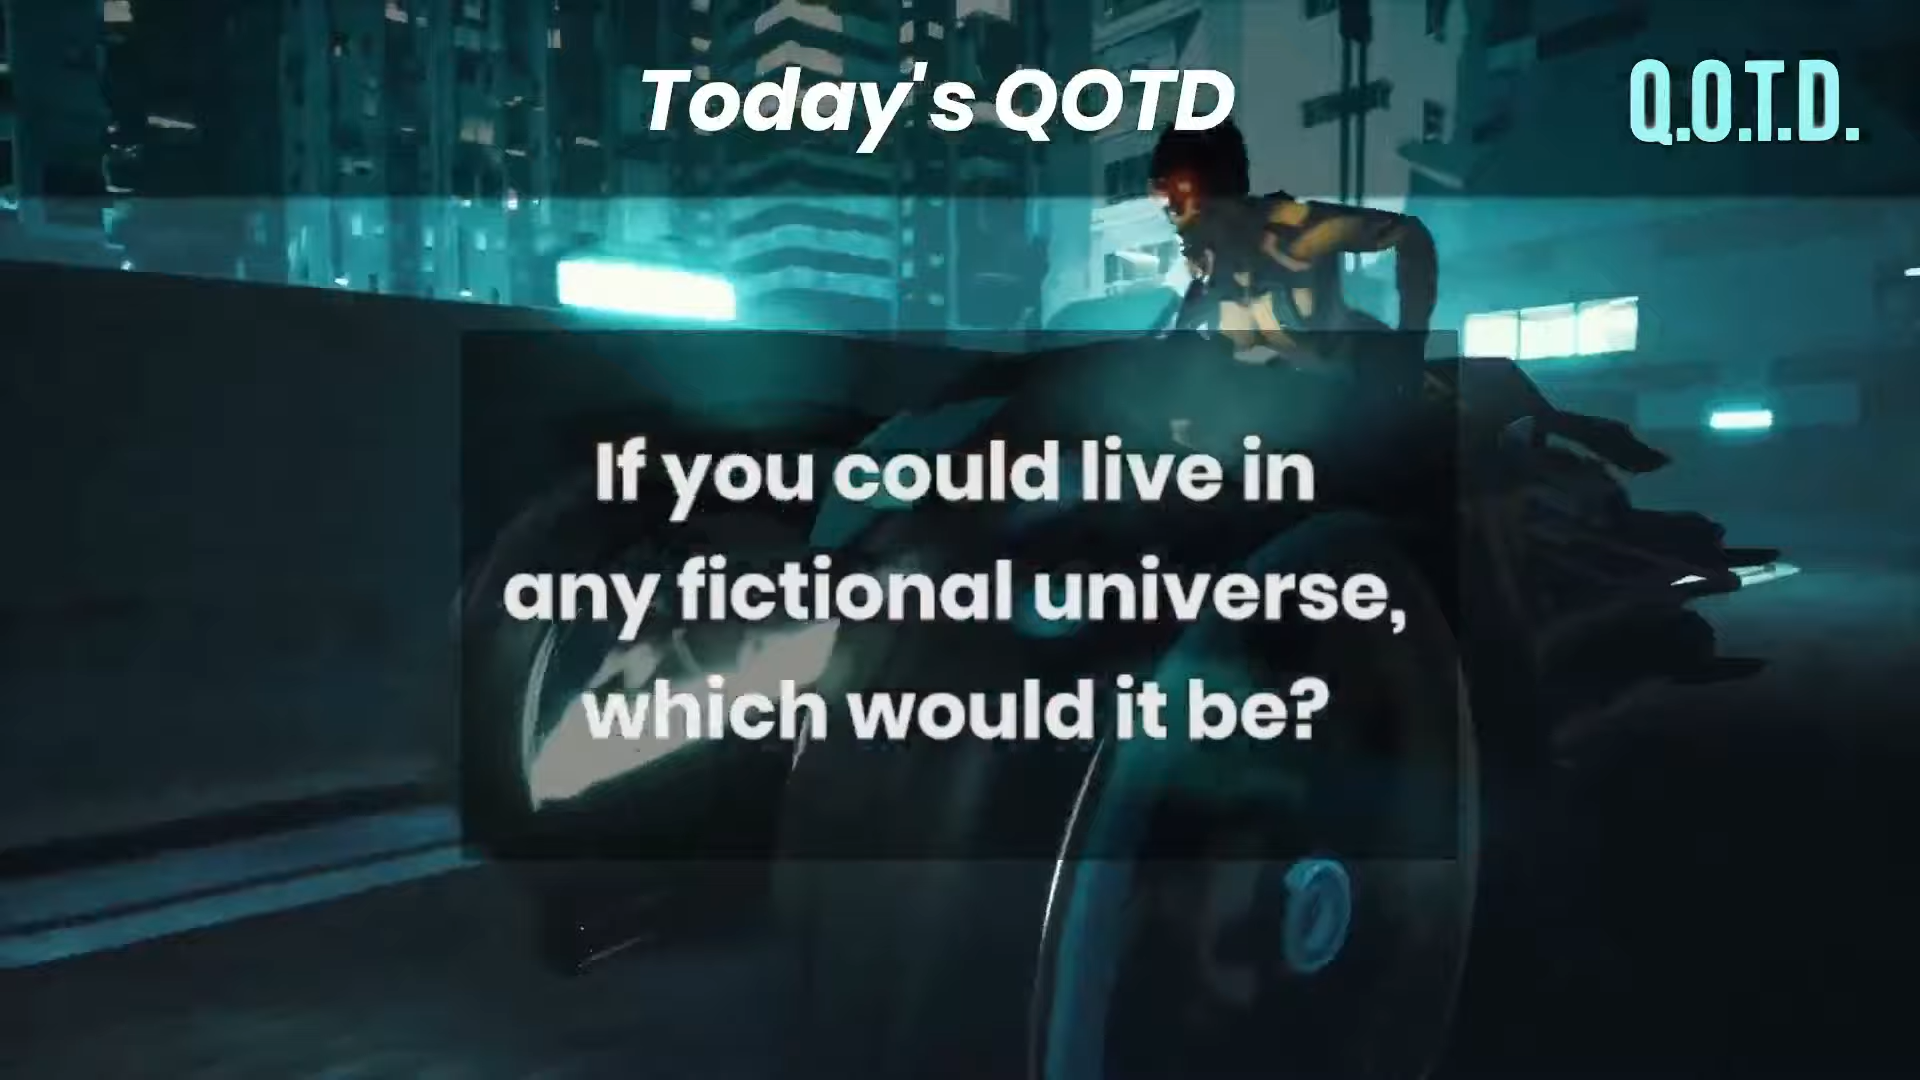 Today's QOTD
Q.O.T.D.
If you could live in
any fictional universe,
which would it be?